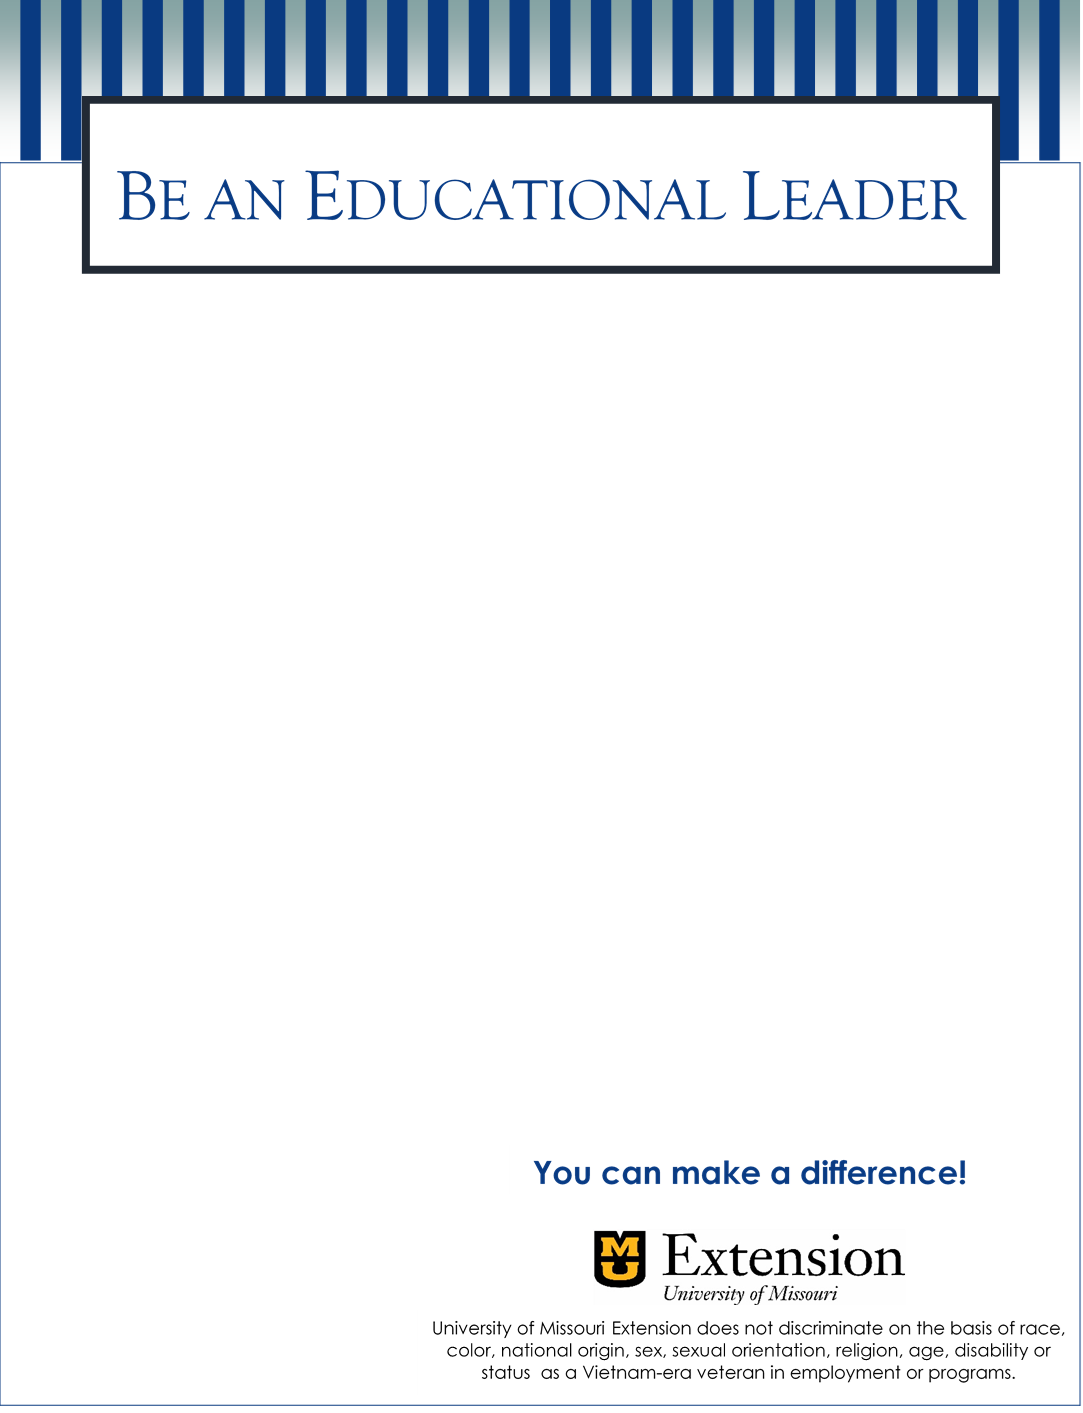 BE AN EDUCATIONAL LEADER
You can make a difference!
MU Extension
University of Missouri
University of Missouri Extension does not discriminate on the basis of race,
color, national origin, sex, sexual orientation, religion, age, disability or
status  as a Vietnam-era veteran in employment or programs.